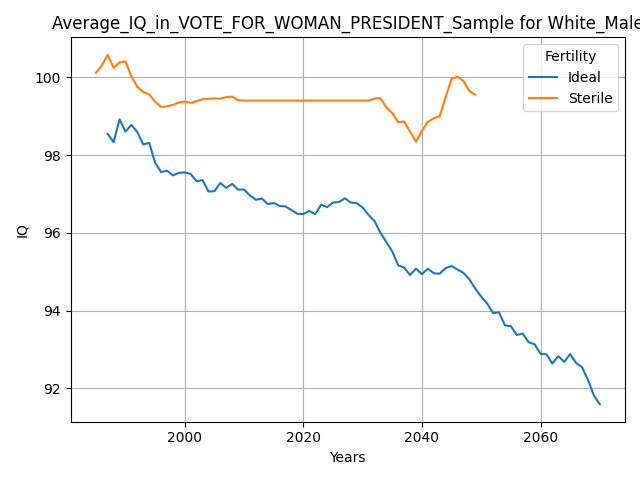 Average_IQ_in_VOTE_FOR_WOMAN_PRESIDENT_Sample for White_Male
Fertility
Ideal
Sterile
IQ
100
98
96
94
92
2000 2020 2040 2060
Years